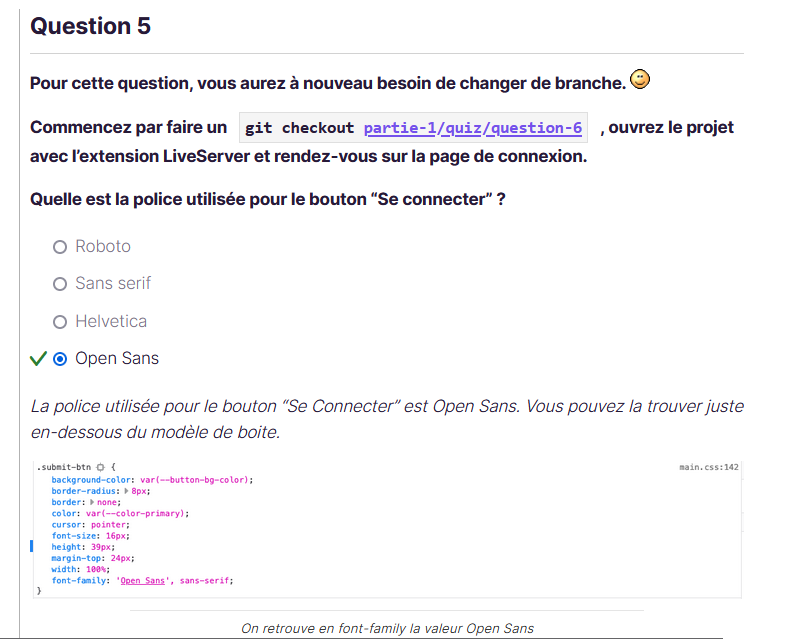 Question 5
Pour cette question, vous aurez à nouveau besoin de changer de branche.
Commencez par faire un git checkout partie-1/quiz/question-6 , ouvrez le projet
avec l’extension LiveServer et rendez-vous sur la page de connexion.
Quelle est la police utilisée pour le bouton “Se connecter” ?
Roboto
Sans serif
Helvetica
Open Sans
La police utilisée pour le bouton “Se Connecter” est Open Sans. Vous pouvez la trouver juste
en-dessous du modèle de boite.
.submit-btn { main.css:142
background-color: var(--button-bg-color);
border-radius: 8px;
border: none;
color: var(--color-primary);
cursor: pointer;
font-size: 16px;
height: 39px;
margin-top: 24px;
width: 100%;
font-family: 'Open Sans', sans-serif;
}
On retrouve en font-family la valeur Open Sans